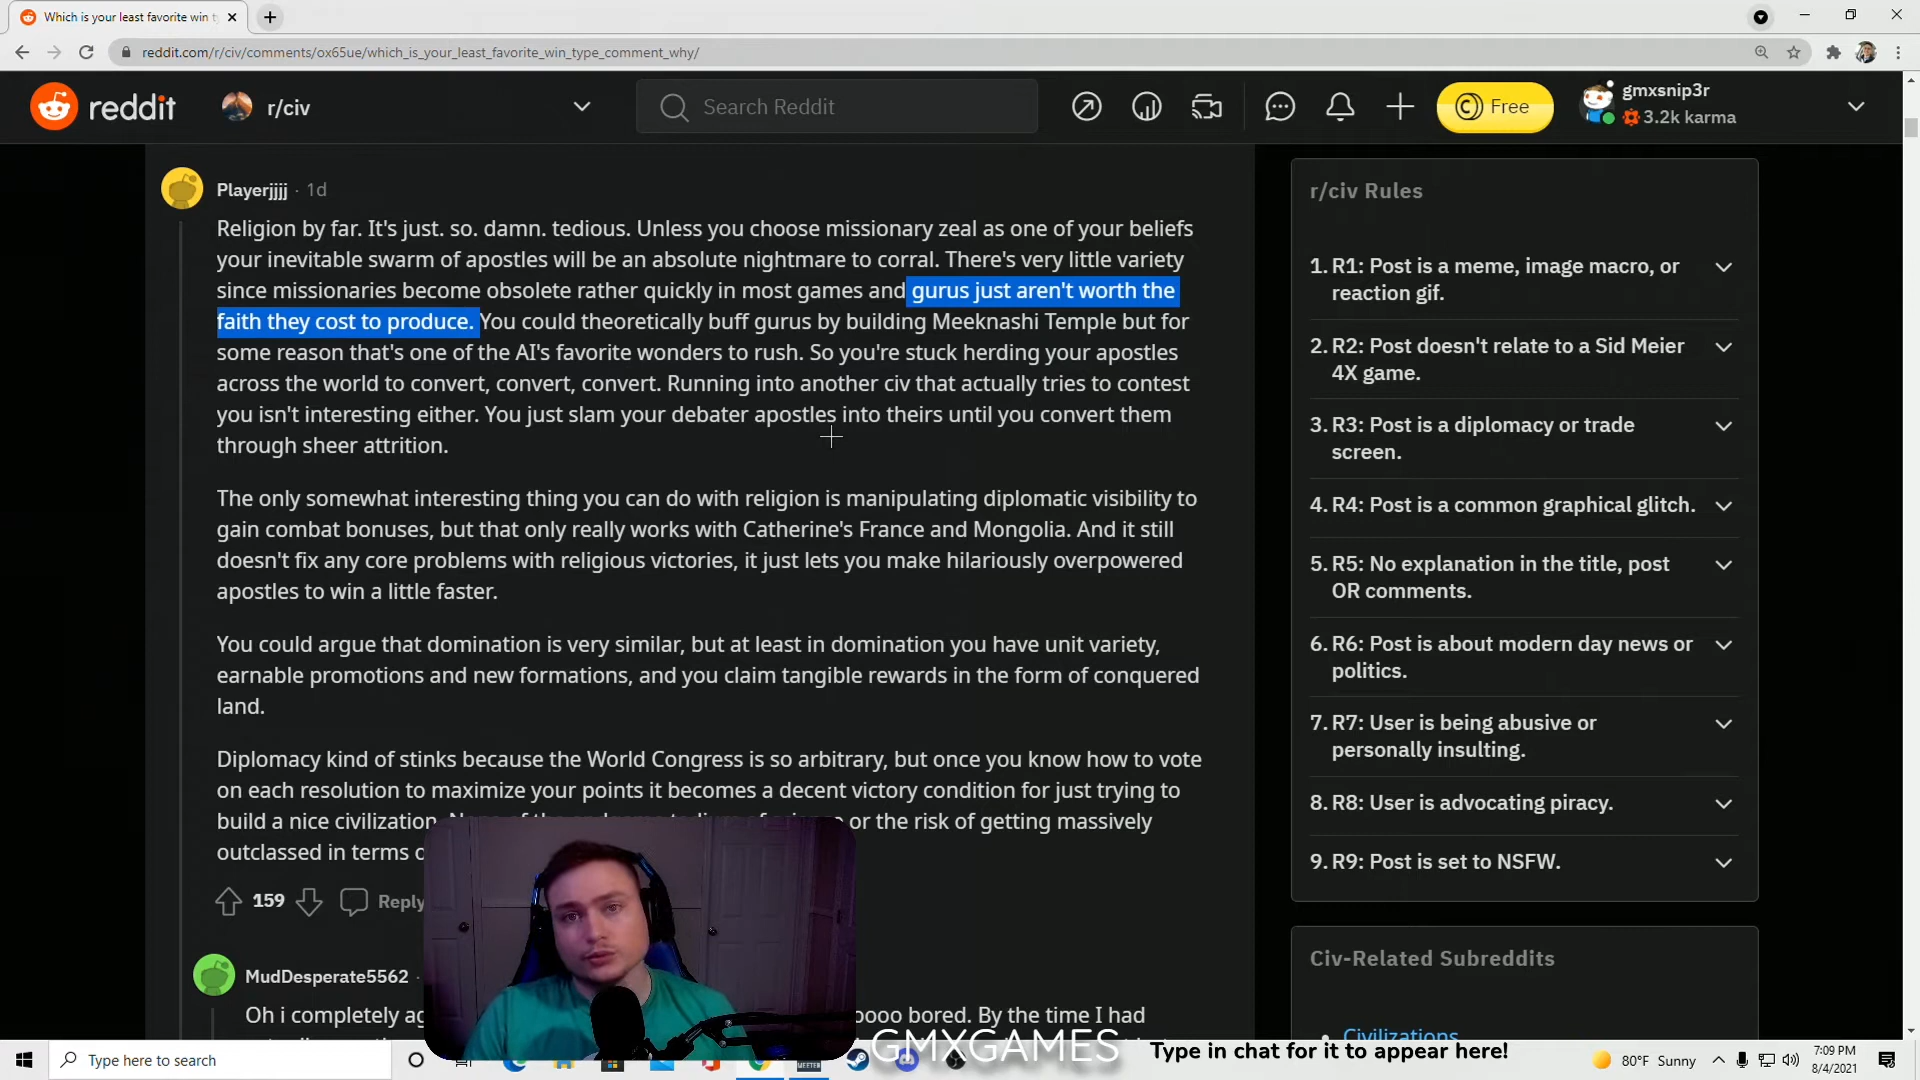 Which is your least favorite win t
reddit.com/r/civ/comments/ox65ue/which_is_your_least_favorite_win_type_comment_why/
reddit
r/civ
Search Reddit
Free
gmxsnip3r
3.2k karma
Playerjjjj · 1d
Religion by far. It's just. so. damn. tedious. Unless you choose missionary zeal as one of your beliefs
your inevitable swarm of apostles will be an absolute nightmare to corral. There's very little variety
since missionaries become obsolete rather quickly in most games and gurus just aren't worth the
faith they cost to produce. You could theoretically buff gurus by building Meeknashi Temple but for
some reason that's one of the AI's favorite wonders to rush. So you're stuck herding your apostles
across the world to convert, convert, convert. Running into another civ that actually tries to contest
you isn't interesting either. You just slam your debater apostles into theirs until you convert them
through sheer attrition.
The only somewhat interesting thing you can do with religion is manipulating diplomatic visibility to
gain combat bonuses, but that only really works with Catherine's France and Mongolia. And it still
doesn't fix any core problems with religious victories, it just lets you make hilariously overpowered
apostles to win a little faster.
You could argue that domination is very similar, but at least in domination you have unit variety,
earnable promotions and new formations, and you claim tangible rewards in the form of conquered
land.
Diplomacy kind of stinks because the World Congress is so arbitrary, but once you know how to vote
on each resolution to maximize your points it becomes a decent victory condition for just trying to
build a nice civilization. or the risk of getting massively
outclassed in terms
159
Reply
MudDesperate5562 ·
Oh i completely bored. By the time I had
r/civ Rules
1. R1: Post is a meme, image macro, or
reaction gif.
2. R2: Post doesn't relate to a Sid Meier
4X game.
3. R3: Post is a diplomacy or trade
screen.
4. R4: Post is a common graphical glitch.
5. R5: No explanation in the title, post
OR comments.
6. R6: Post is about modern day news or
politics.
7. R7: User is being abusive or
personally insulting.
8. R8: User is advocating piracy.
9. R9: Post is set to NSFW.
Civ-Related Subreddits
Civilizations
GMXGAMES
Type in chat for it to appear here!
Type here to search
80°F Sunny
7:09 PM
8/4/2021